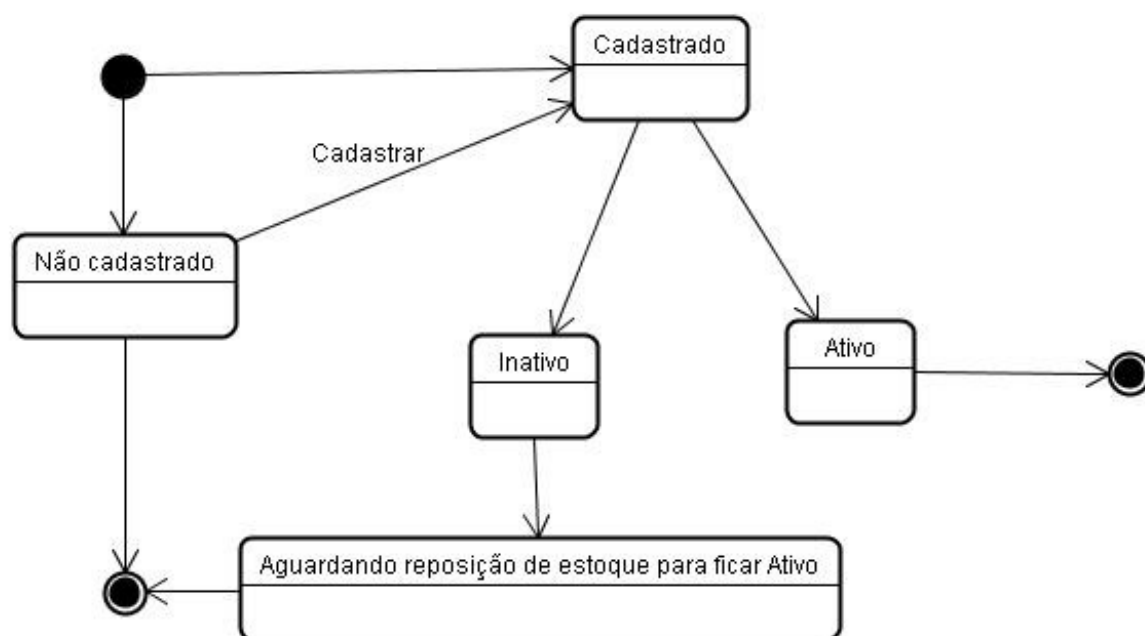 Cadastrado
Cadastrar
Não cadastrado
Inativo
Ativo
Aguardando reposição de estoque para ficar Ativo